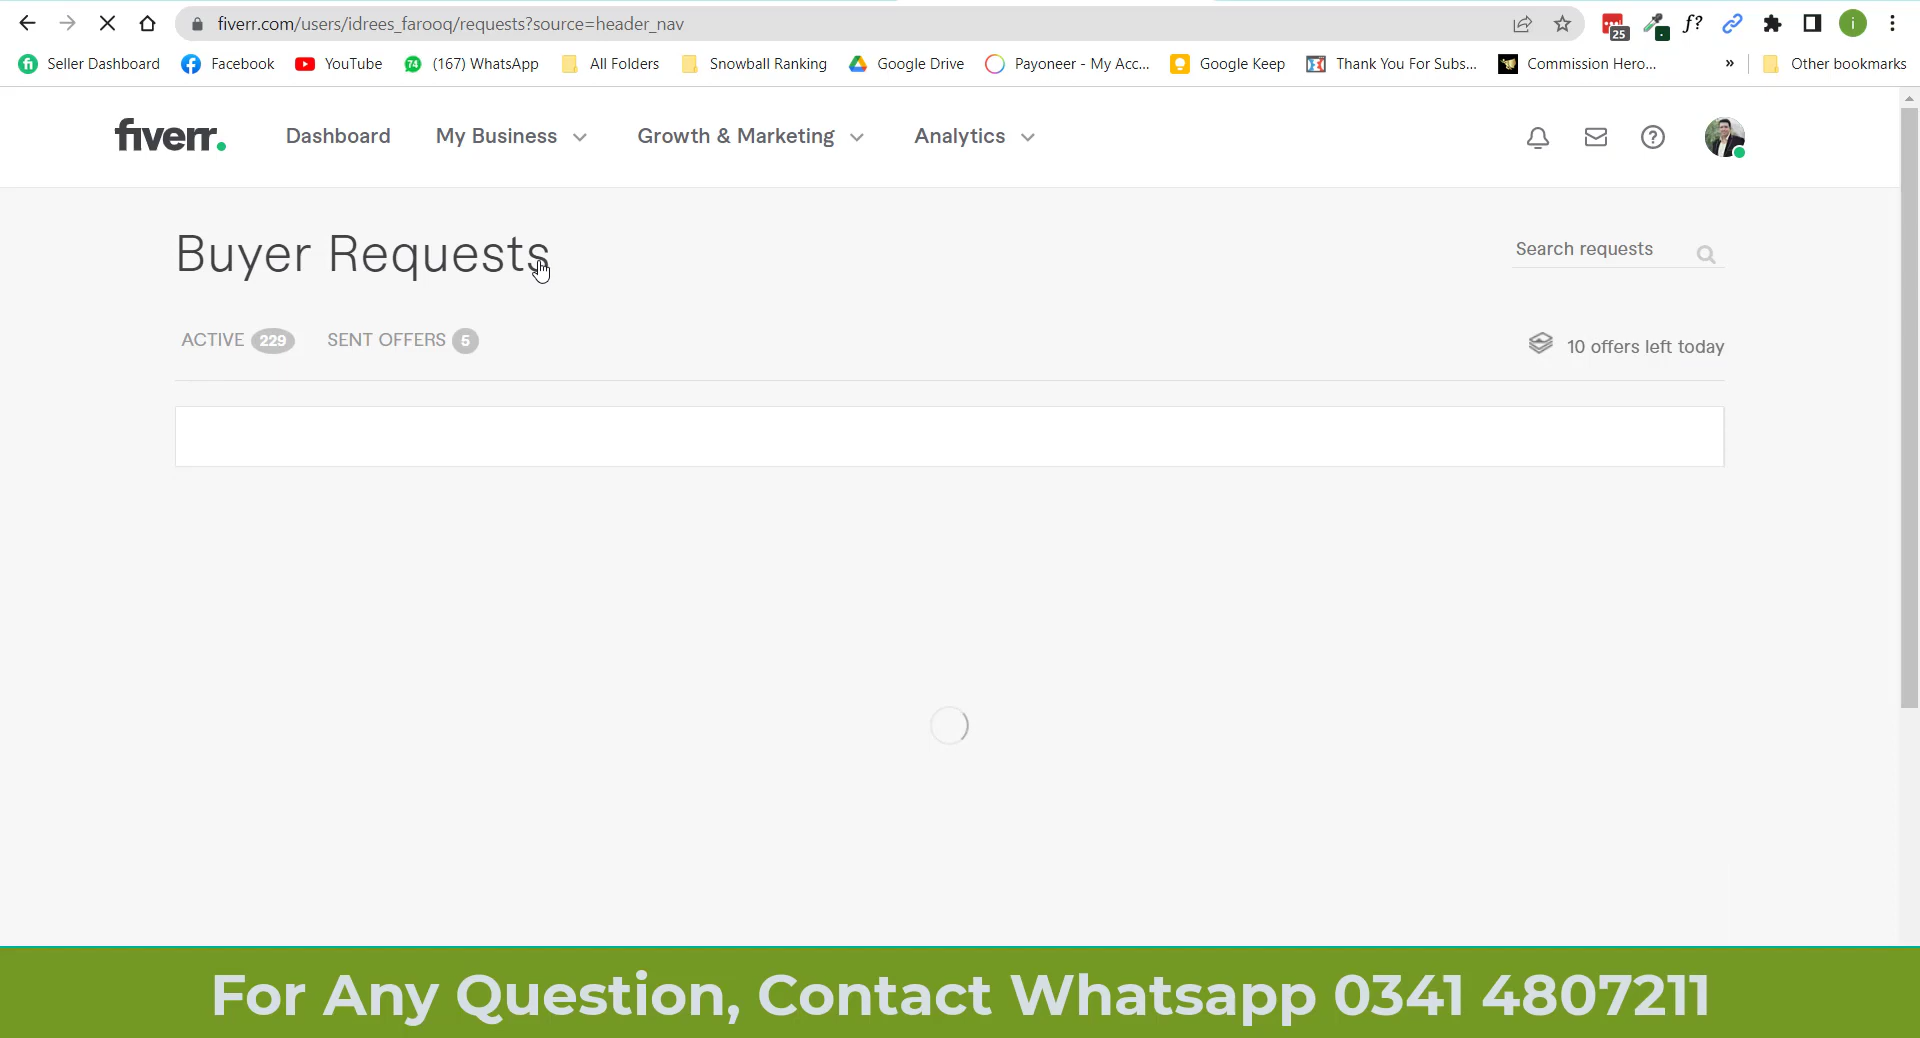 fiverr.com/users/idrees_farooq/requests?source=header_nav
25
f?
i
Seller Dashboard
Facebook
YouTube
74
(167) WhatsApp
All Folders
Snowball Ranking
Google Drive
Payoneer - My Acc...
Google Keep
Thank You For Subs...
Commission Hero...
»
Other bookmarks
fiverr.
Dashboard
My Business
Growth & Marketing
Analytics
Buyer Requests
Search requests
ACTIVE 229
SENT OFFERS 5
10 offers left today
For Any Question, Contact Whatsapp 0341 4807211